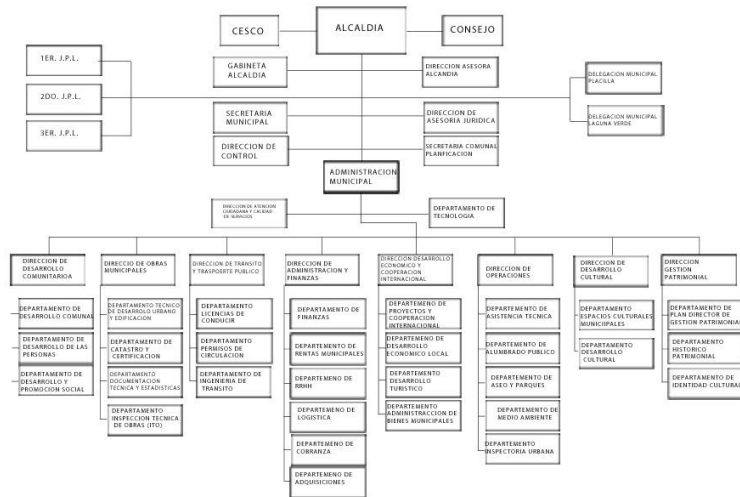 CESCO
ALCALDIA
CONSEJO
1ER. J.P.L.
2DO. J.P.L.
3ER. J.P.L.
GABINETA
ALCALDIA
DIRECCION ASESORA
ALCANDIA
DELEGACION MUNICIPAL
PLACILLA
SECRETARIA
MUNICIPAL
DIRECCION DE
ASESORIA JURIDICA
DELEGACION MUNICIPAL
LAGUNA VERDE
DIRECCION DE
CONTROL
SECRETARIA COMUNAL
PLANFICACION
ADMINISTRACION
MUNICIPAL
DIRECCION DE ATENCION
CIUDADANA Y CALIDAD
DE SERVICIOS
DEPARTAMENTO DE
TECNOLOGIA
DIRECCION DE
DESARROLLO
COMUNITARIOA
DIRECCIO DE OBRAS
MUNICIPALES
DIRECCION DE TRANSITO
Y TRASPOERTE PUBLICO
DIRECCION DE
ADMINISTRACION Y
FINANZAS
DIRECCION DESARROLLO
ECONOMICO Y
COOPERACION
INTERNACIONAL
DIRECCION DE
OPERACIONES
DIRECCION DE
DESARROLLO
CULTURAL
DIRECCION
GESTION
PATRIMONIAL
DEPARTAMENTO DE
DESARROLLO COMUNAL
DEPARTAMENTO
DE DESARROLLO DE LAS
PERSONAS
DEPARTAMENTO DE
DESARROLLO Y
PROMOCION SOCIAL
DEPARTAMENTO TECNICO
DE DESARROLO URBANO
Y EDIFICACION
DEPARTAMENTO DE
CATASTRO Y
CERTIFICACION
DEPARTAMENTO
DOCUMENTACION
TECNICA Y ESTADISTICAS
DEPARTAMENTO
INSPECCION TECNICA
DE OBRAS (ITO)
DEPARTAMENTO
LICENCIAS DE
CONDUCIR
DEPARTAMENTO
PERMISOS DE
CIRCULACION
DEPARTAMENTO
DE INGENIERIA DE
TRANSITO
DEPARTAMENTO DE
FINANZAS
DEPARTAMENTO
DE RENTAS MUNICIPALES
DEPARTEMENO DE
RRHH
DEPARTEMENO DE
LOGISTICA
DEPARTEMENO DE
COBRANZA
DEPARTEMENO DE
ADQUISICIONES
DEPARTEMENO DE
PROYECTOS Y
COOPERACION
INTERNACIONAL
DEPARTEMENO DE
DESARROLLO
ECONOMICO LOCAL
DEPARTEMENTO
DESARROLLO
TURISTICO
DEPARTEMENTO
ADMINISTRACCION DE
BIENES MUNICIPALES
DEPARTAMENTO DE
ASISTENCIA TECNICA
DEPARTAMENTO
DE ALUMBRADO PUBLICO
DEPARTAMENTO
DE ASEO Y PARQUES
DEPARTAMENTO DE
MEDIO AMBIENTE
DEPARTAMENTO
INSPECTORIA URBANA
DEPARTAMENTO
ESPACIOS CULTURALES
MUNICIPALES
DEPARTAMENTO
DESARROLLO
CULTURAL
DEPARTAMENTO DE
PLAN DIRECTOR DE
GESTION PATRIMONIAL
DEPARTAMENTO
HISTORICO
PATRIMONIAL
DEPARTAMENTO
DE IDENTIDAD CULTURAL